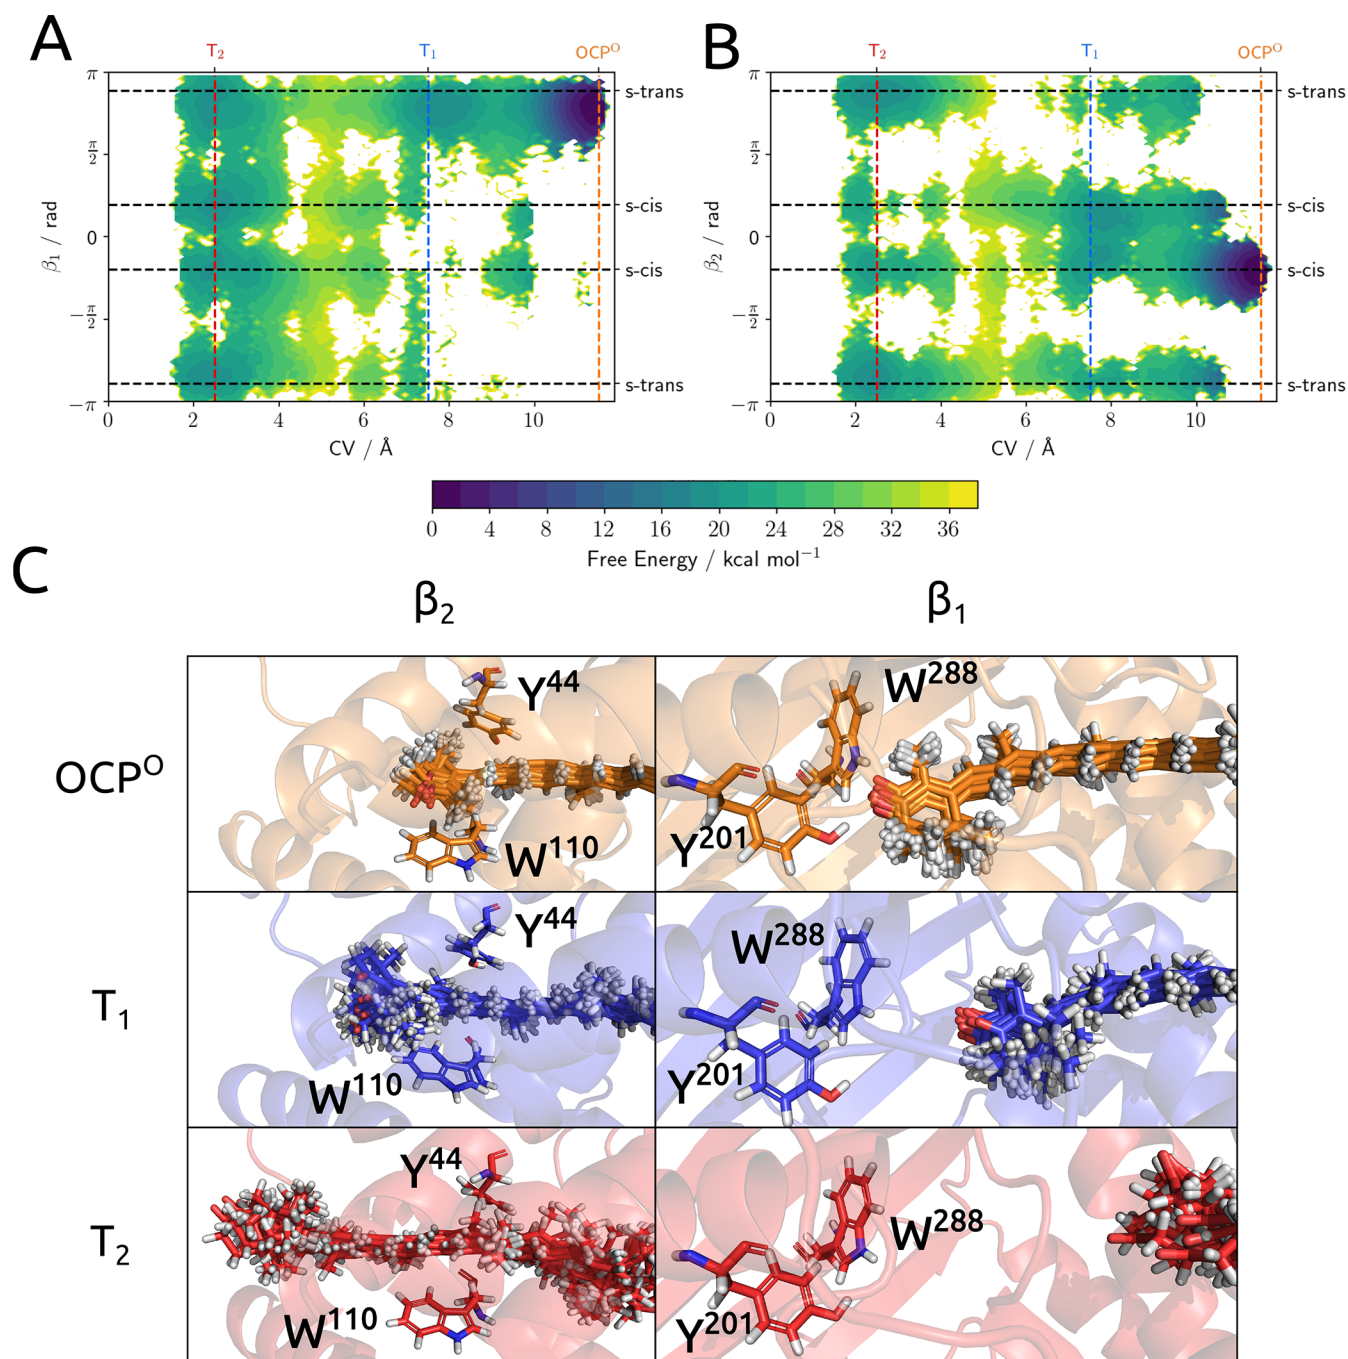 A
T₂ T₁ OCPᴼ
π
π/2
0
−π/2
−π
β₁ / rad
s-trans
s-cis
s-cis
s-trans
0 2 4 6 8 10
CV / Å
B
T₂ T₁ OCPᴼ
π
π/2
0
−π/2
−π
β₂ / rad
s-trans
s-cis
s-cis
s-trans
0 2 4 6 8 10
CV / Å
0 4 8 12 16 20 24 28 32 36
Free Energy / kcal mol⁻¹
C
β₂ β₁
OCPᴼ
Y⁴⁴
W¹¹⁰
W²⁸⁸
Y²⁰¹
T₁
Y⁴⁴
W¹¹⁰
W²⁸⁸
Y²⁰¹
T₂
Y⁴⁴
W¹¹⁰
W²⁸⁸
Y²⁰¹